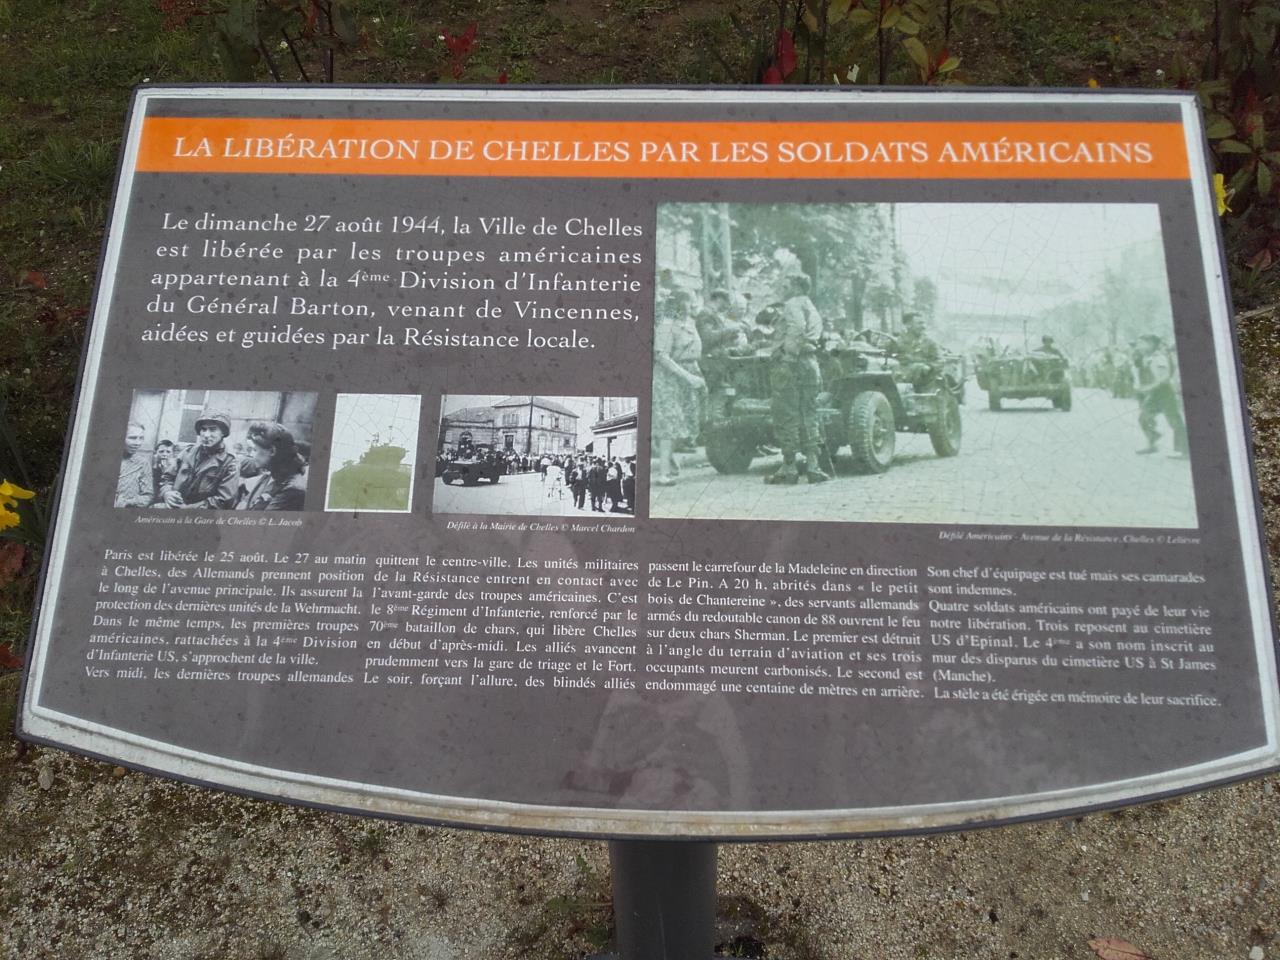 LA LIBÉRATION DE CHELLES PAR LES SOLDATS AMÉRICAINS
Le dimanche 27 août 1944, la Ville de Chelles
est libérée par les troupes américaines
appartenant à la 4ème Division d'Infanterie
du Général Barton, venant de Vincennes,
aidées et guidées par la Résistance locale.
Américain à la Gare de Chelles © L. Jacob
Défilé à la Mairie de Chelles © Marcel Chardon
Défilé Américains - Avenue de la Résistance, Chelles © Lelièvre
Paris est libérée le 25 août. Le 27 au matin
à Chelles, des Allemands prennent position
le long de l'avenue principale. Ils assurent la
protection des dernières unités de la Wehrmacht.
Dans le même temps, les premières troupes
américaines, rattachées à la 4ème Division
d'Infanterie US, s'approchent de la ville.
Vers midi, les dernières troupes allemandes
quittent le centre-ville. Les unités militaires
de la Résistance entrent en contact avec
l'avant-garde des troupes américaines. C'est
le 8ème Régiment d'Infanterie, renforcé par le
70ème bataillon de chars, qui libère Chelles
en début d'après-midi. Les alliés avancent
prudemment vers la gare de triage et le Fort.
Le soir, forçant l'allure, des blindés alliés
passent le carrefour de la Madeleine en direction
de Le Pin. A 20 h, abrités dans « le petit
bois de Chantereine », des servants allemands
armés du redoutable canon de 88 ouvrent le feu
sur deux chars Sherman. Le premier est détruit
à l'angle du terrain d'aviation et ses trois
occupants meurent carbonisés. Le second est
endommagé une centaine de mètres en arrière.
Son chef d'équipage est tué mais ses camarades
sont indemnes.
Quatre soldats américains ont payé de leur vie
notre libération. Trois reposent au cimetière
US d'Epinal. Le 4ème a son nom inscrit au
mur des disparus du cimetière US à St James
(Manche).
La stèle a été érigée en mémoire de leur sacrifice.